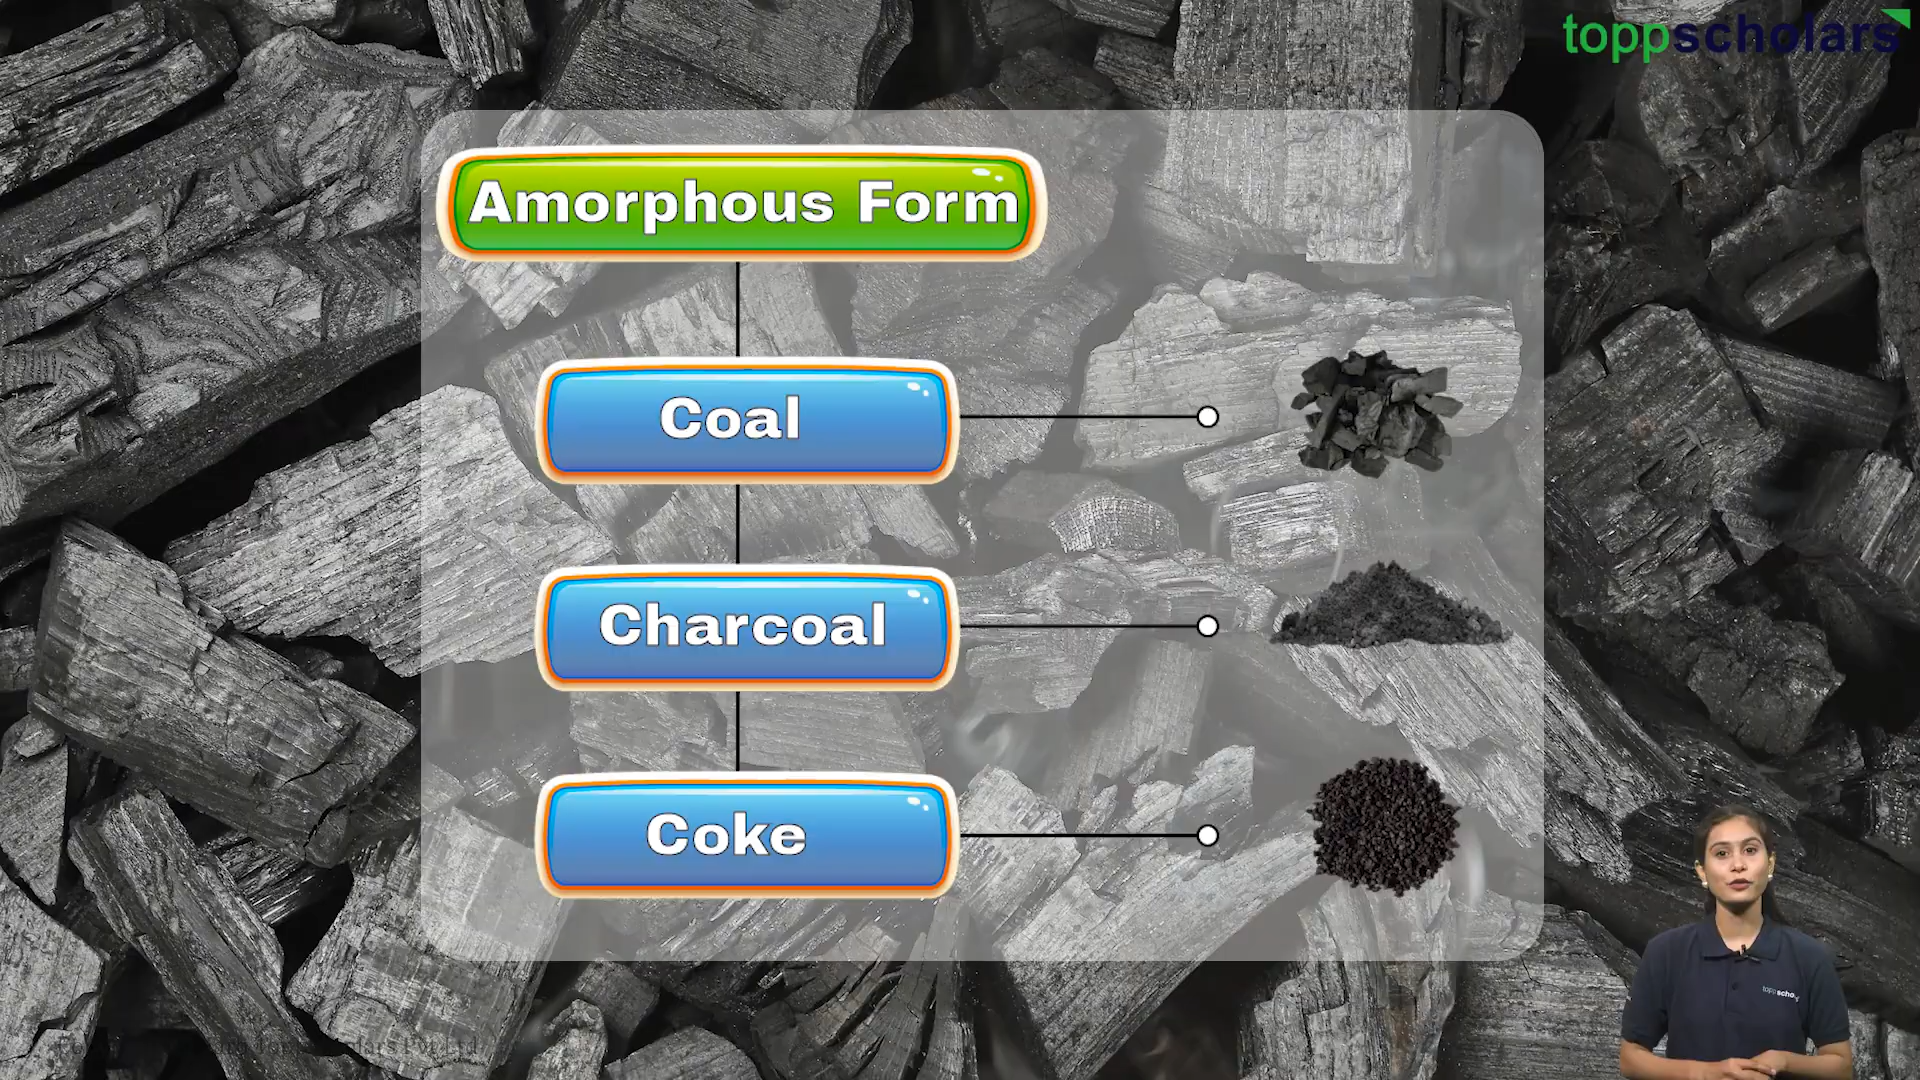 toppscholars
Amorphous Form
Coal
Charcoal
Coke